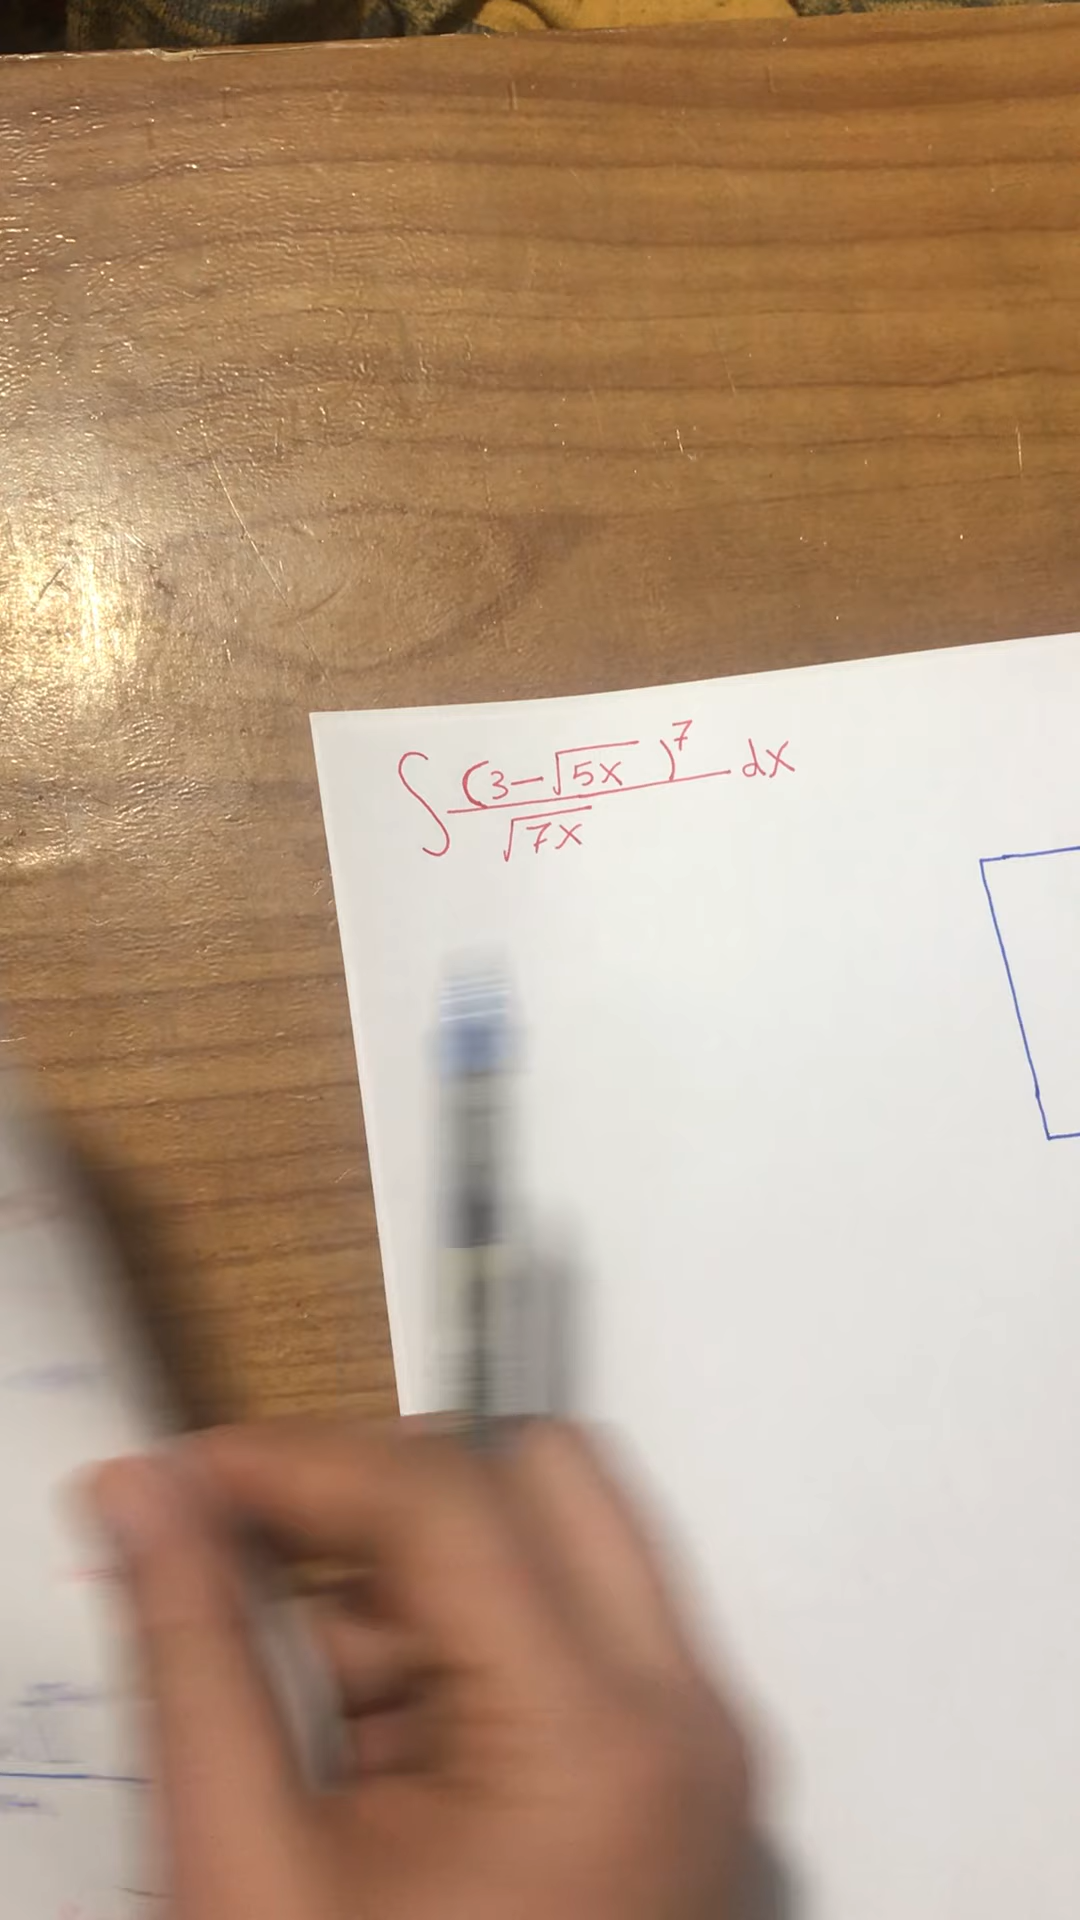 ∫ (3-√5x)^7 / √7x dx